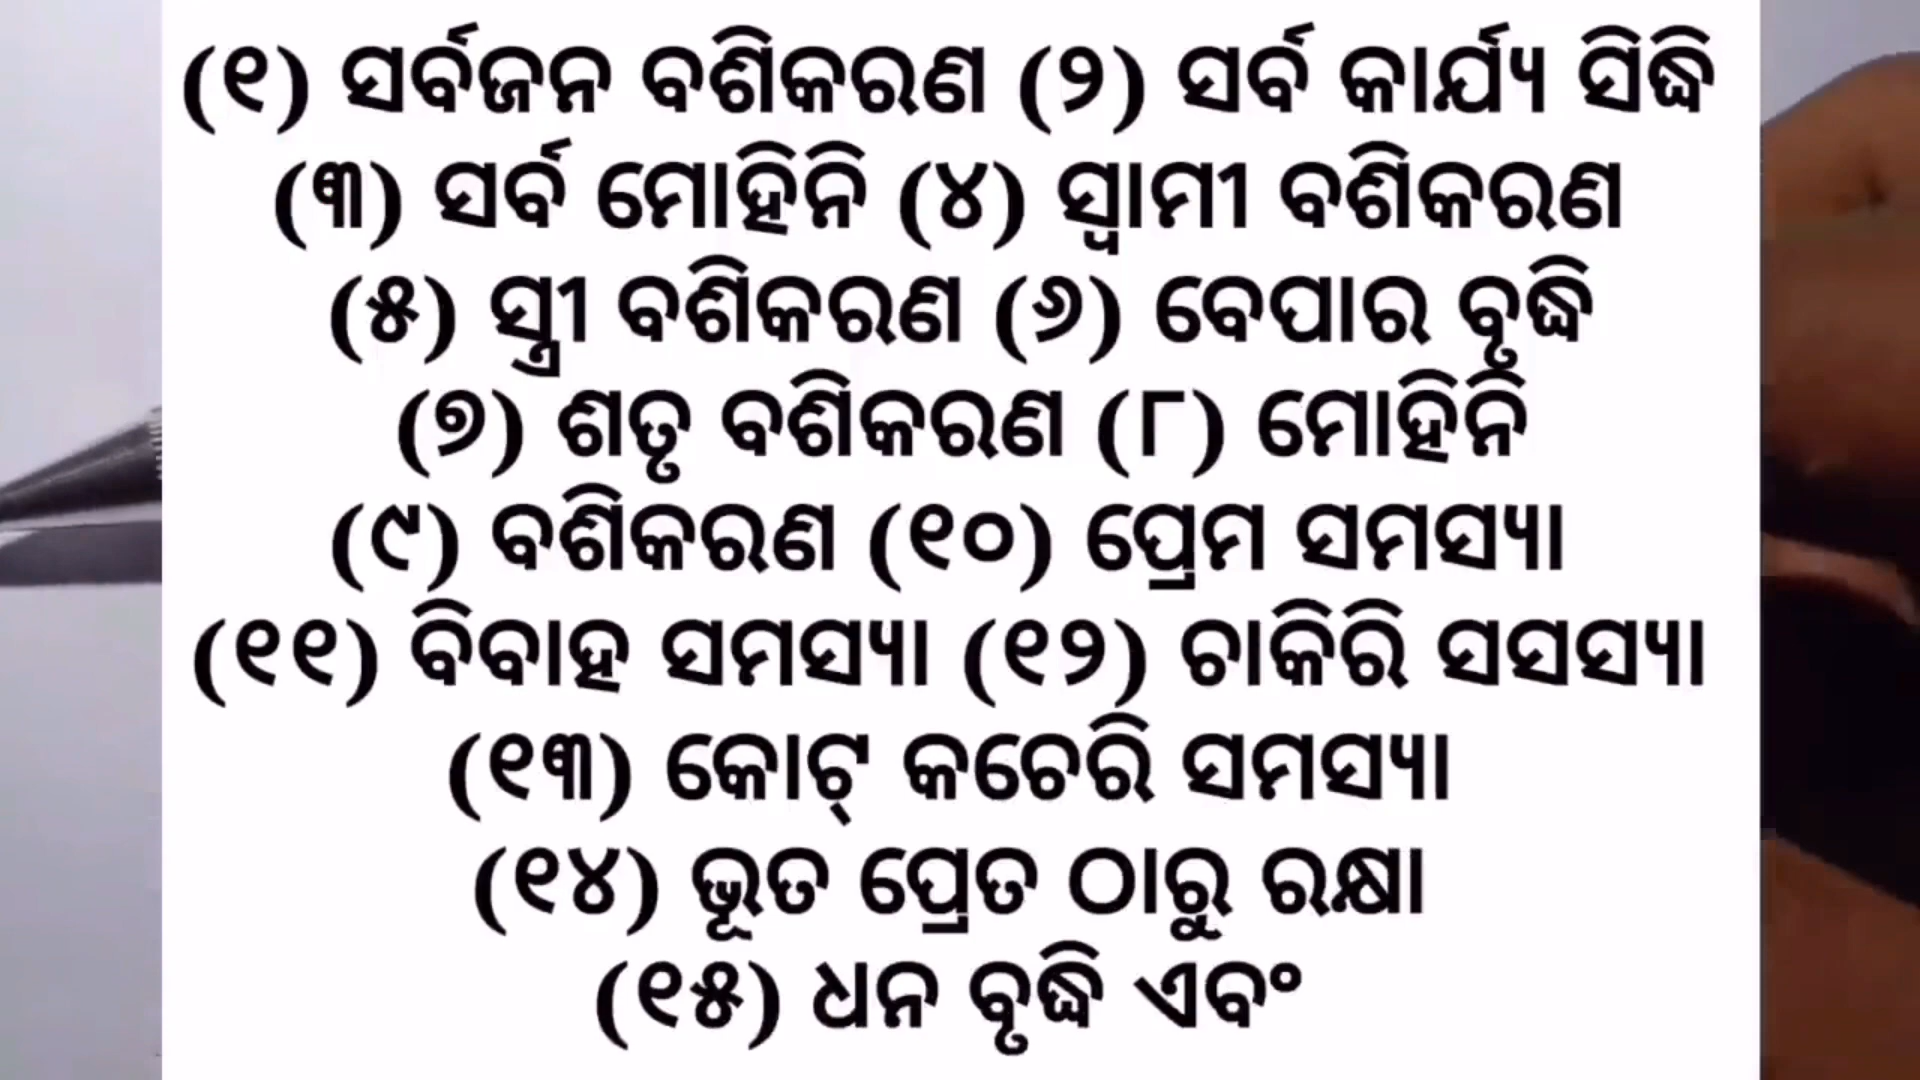 (୧) ସର୍ବଜନ ବଶିକରଣ (୨) ସର୍ବ କାର୍ଯ୍ୟ ସିଦ୍ଧି
(୩) ସର୍ବ ମୋହିନି (୪) ସ୍ୱାମୀ ବଶିକରଣ
(୫) ସ୍ତ୍ରୀ ବଶିକରଣ (୬) ବେପାର ବୃଦ୍ଧି
(୭) ଶତୃ ବଶିକରଣ (୮) ମୋହିନି
(୯) ବଶିକରଣ (୧୦) ପ୍ରେମ ସମସ୍ୟା
(୧୧) ବିବାହ ସମସ୍ୟା (୧୨) ଚାକିରି ସସସ୍ୟା
(୧୩) କୋଟ୍ କଚେରି ସମସ୍ୟା
(୧୪) ଭୂତ ପ୍ରେତ ଠାରୁ ରକ୍ଷା
(୧୫) ଧନ ବୃଦ୍ଧି ଏବଂ